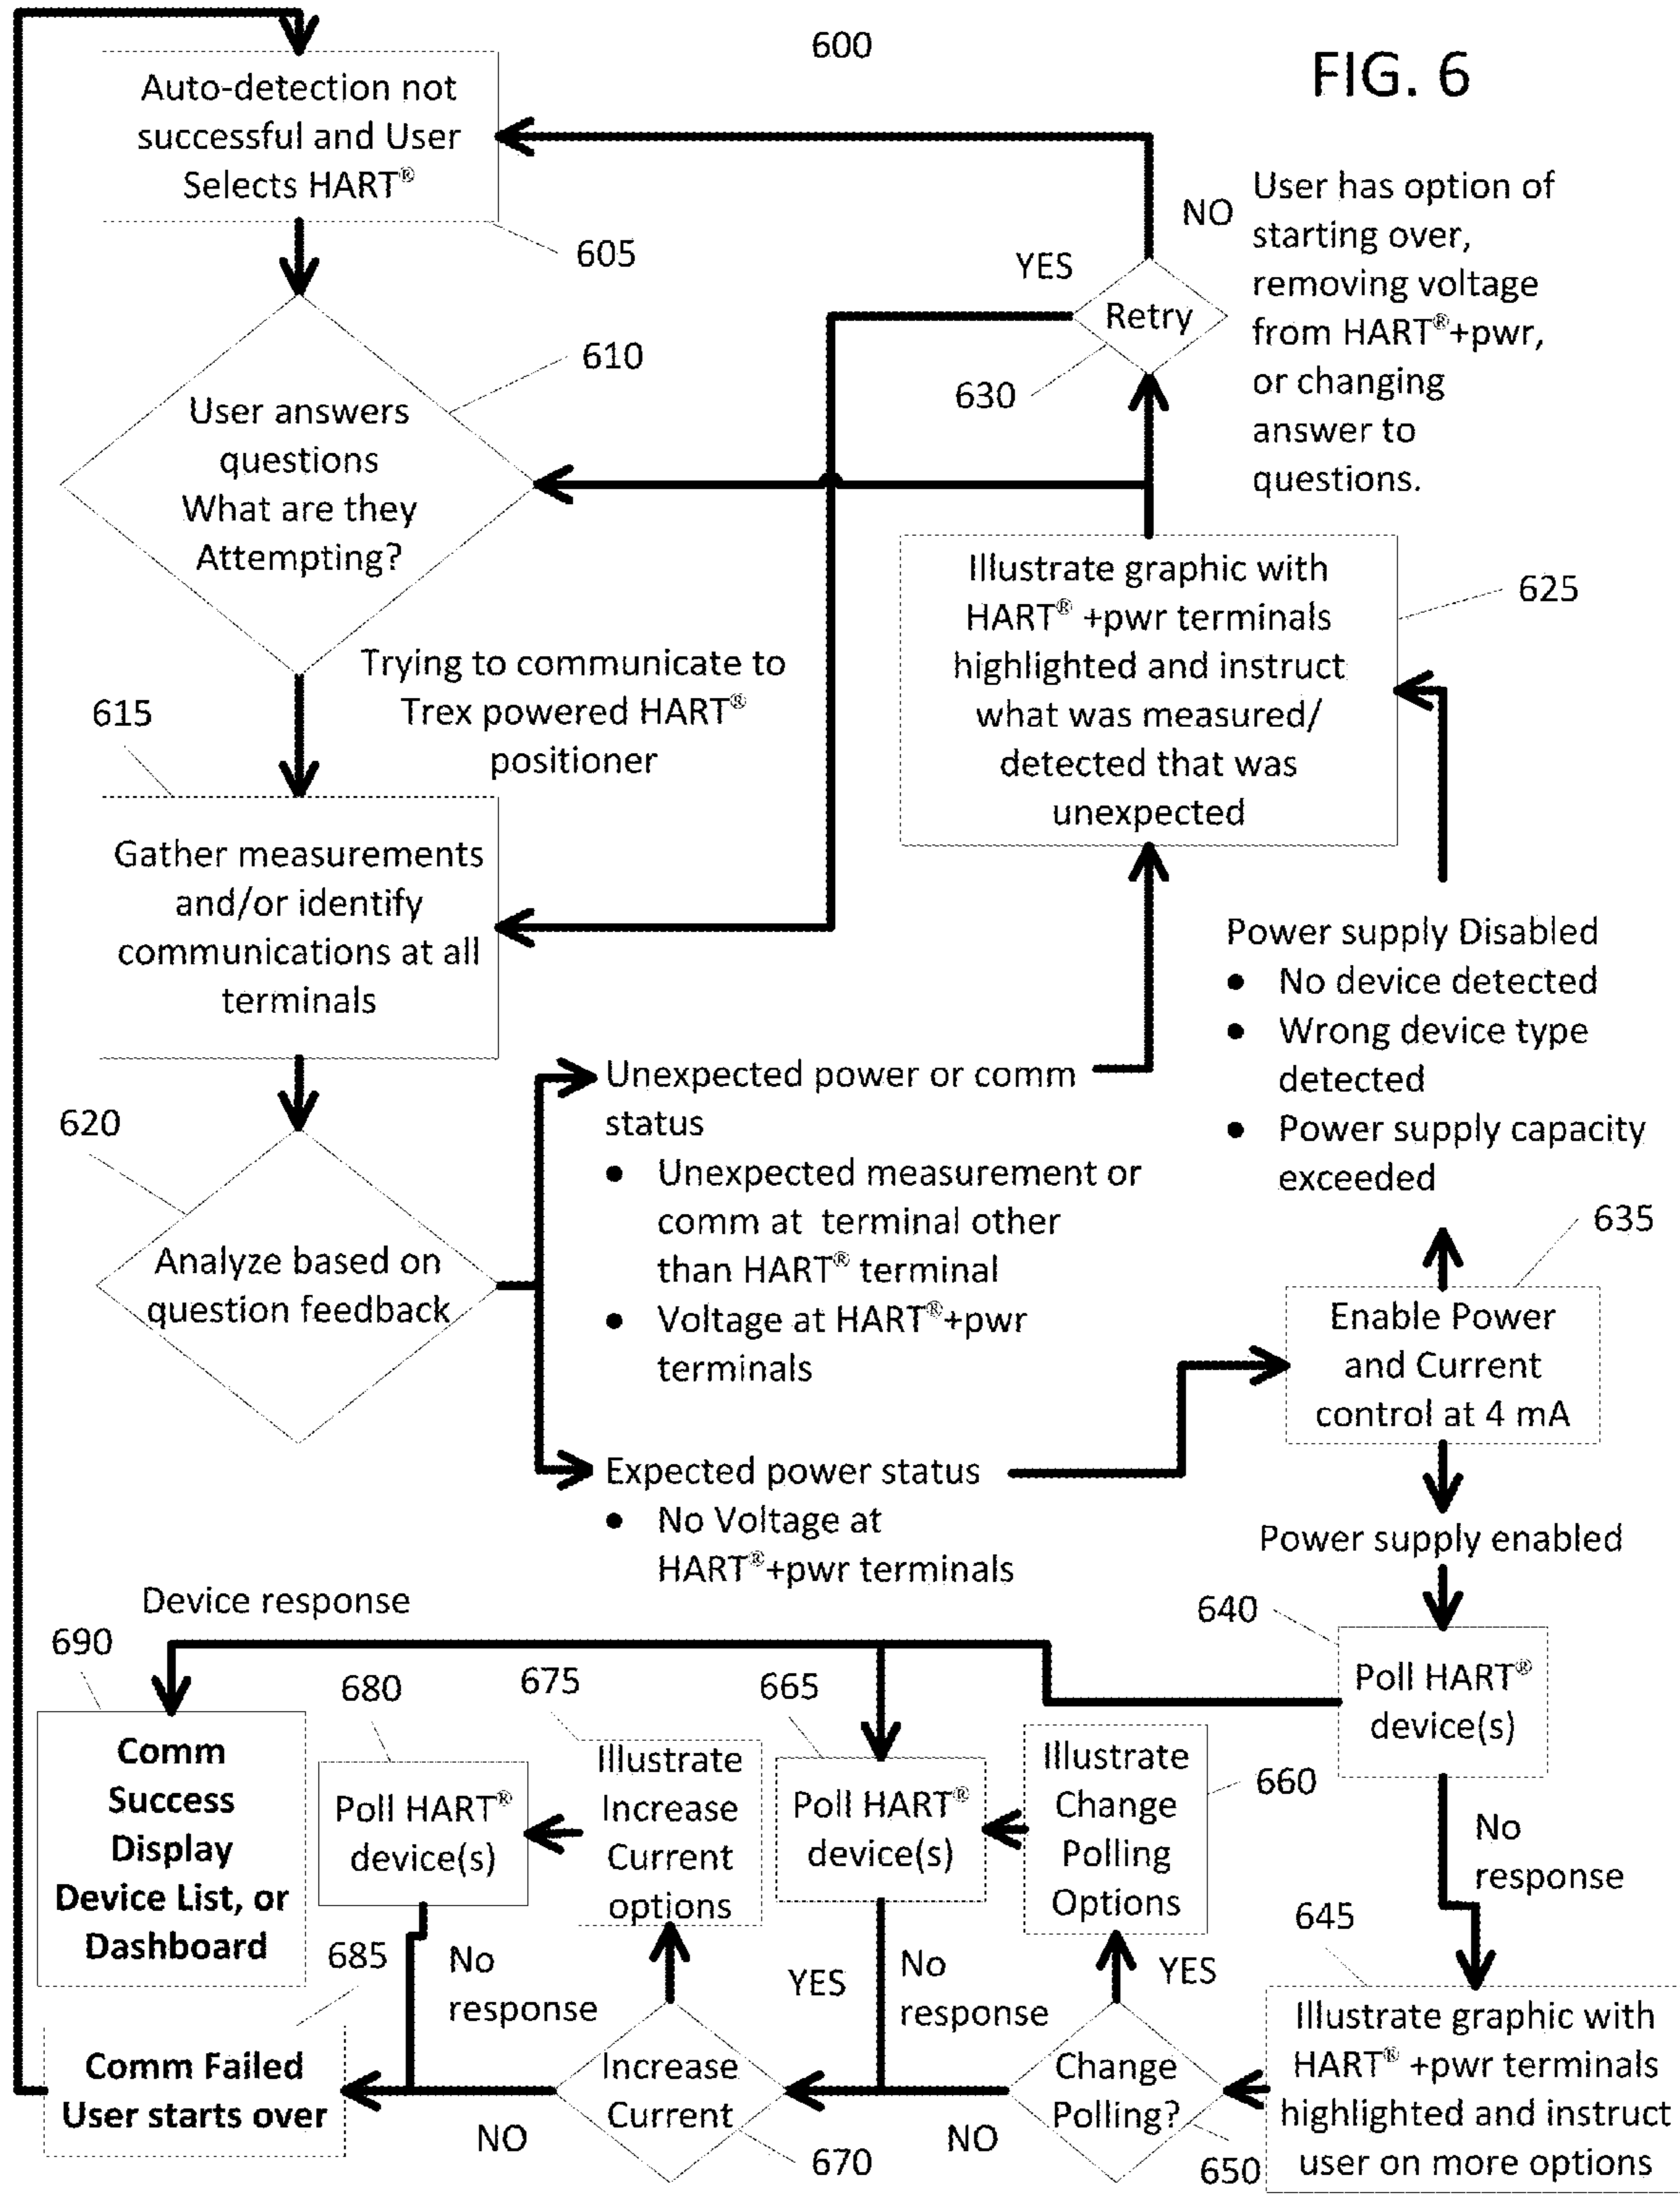 600
FIG. 6
Auto-detection not
successful and User
Selects HART®
605
User answers
questions
What are they
Attempting?
610
YES
Retry
630
NO
User has option of
starting over,
removing voltage
from HART®+pwr,
or changing
answer to
questions.
Trying to communicate to
Trex powered HART®
positioner
Illustrate graphic with
HART® +pwr terminals
highlighted and instruct
what was measured/
detected that was
unexpected
625
615
Gather measurements
and/or identify
communications at all
terminals
Power supply Disabled
• No device detected
• Wrong device type
detected
• Power supply capacity
exceeded
620
Analyze based on
question feedback
Unexpected power or comm
status
• Unexpected measurement or
comm at terminal other
than HART® terminal
• Voltage at HART®+pwr
terminals
635
Enable Power
and Current
control at 4 mA
Expected power status
• No Voltage at
HART®+pwr terminals
Power supply enabled
640
Poll HART®
device(s)
Device response
690
Comm
Success
Display
Device List, or
Dashboard
680
Poll HART®
device(s)
675
Illustrate
Increase
Current
options
665
Poll HART®
device(s)
Illustrate
Change
Polling
Options
660
No
response
645
Illustrate graphic with
HART® +pwr terminals
highlighted and instruct
user on more options
YES
Change
Polling?
650
NO
No
response
YES
Increase
Current
670
NO
No
response
685
Comm Failed
User starts over